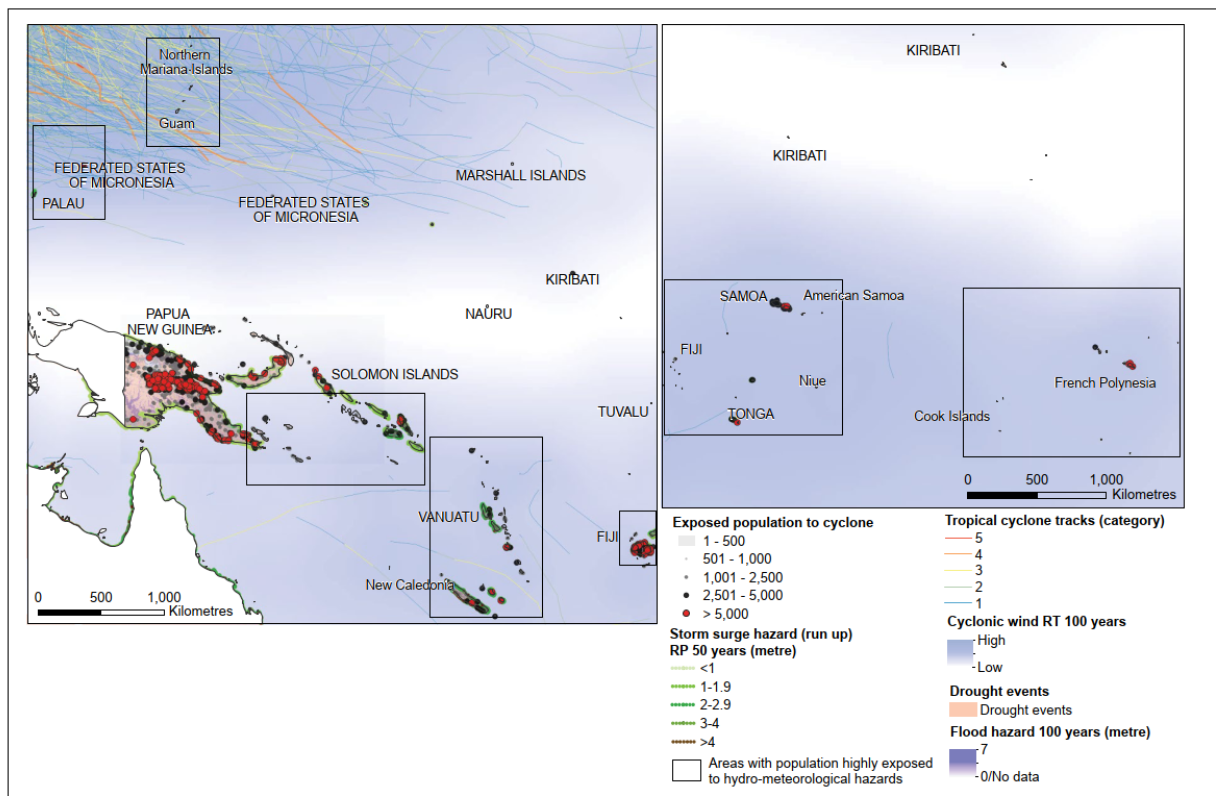 Northern
Mariana Islands
Guam
FEDERATED STATES
OF MICRONESIA
PALAU
FEDERATED STATES
OF MICRONESIA
MARSHALL ISLANDS
KIRIBATI
NAURU
PAPUA
NEW GUINEA
SOLOMON ISLANDS
TUVALU
VANUATU
FIJI
New Caledonia
0 500 1,000
Kilometres
KIRIBATI
KIRIBATI
SAMOA
American Samoa
FIJI
Niue
TONGA
Cook Islands
French Polynesia
0 500 1,000
Kilometres
Exposed population to cyclone
1 - 500
501 - 1,000
1,001 - 2,500
2,501 - 5,000
> 5,000
Storm surge hazard (run up)
RP 50 years (metre)
<1
1-1.9
2-2.9
3-4
>4
Areas with population highly exposed
to hydro-meteorological hazards
Tropical cyclone tracks (category)
5
4
3
2
1
Cyclonic wind RT 100 years
High
Low
Drought events
Drought events
Flood hazard 100 years (metre)
7
0/No data